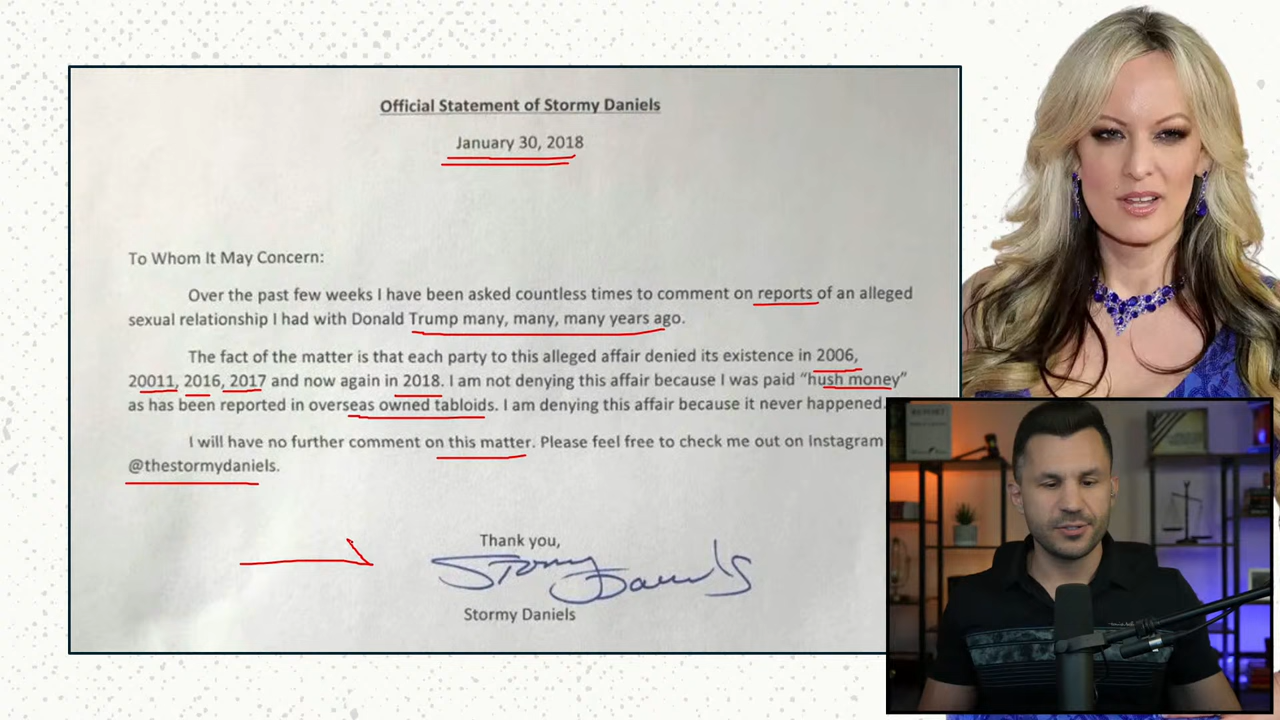 Official Statement of Stormy Daniels
January 30, 2018
To Whom It May Concern:
Over the past few weeks I have been asked countless times to comment on reports of an alleged
sexual relationship I had with Donald Trump many, many, many years ago.
The fact of the matter is that each party to this alleged affair denied its existence in 2006,
20011, 2016, 2017 and now again in 2018. I am not denying this affair because I was paid “hush money”
as has been reported in overseas owned tabloids. I am denying this affair because it never happened.
I will have no further comment on this matter. Please feel free to check me out on Instagram
@thestormydaniels.
Thank you,
Stormy Daniels
Stormy Daniels